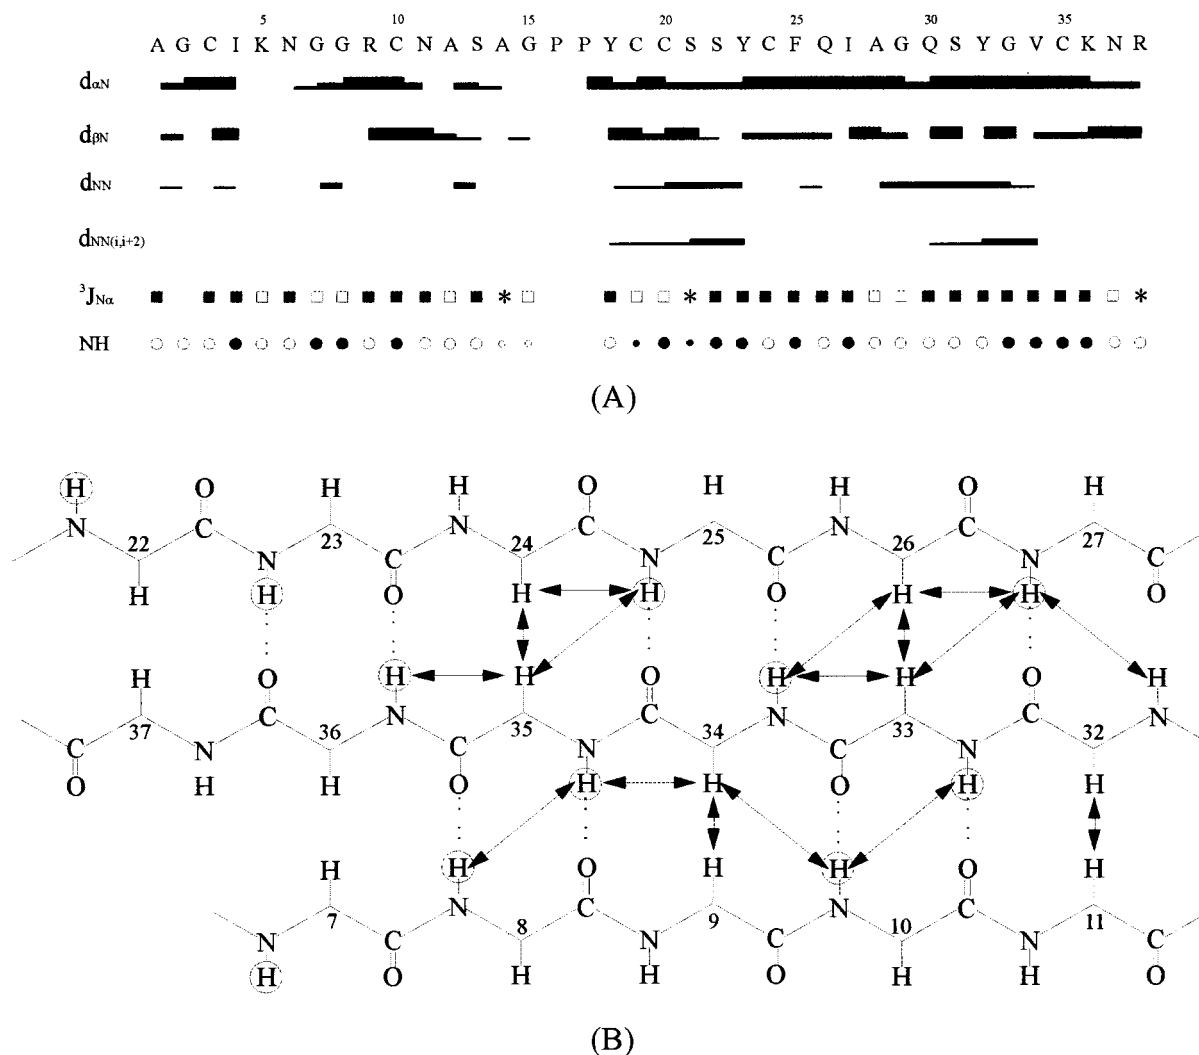 5 10 15 20 25 30 35
A G C I K N G G R C N A S A G P P Y C C S S Y C F Q I A G Q S Y G V C K N R
dαN
dβN
dNN
dNN(i,i+2)
³JNα * * *
NH
(A)
H O H H O H H O H
N C N C N C
22 23 24 25 26 27
N C N C N C
H H O H H O H H O
H O H H O H H O H
C N C N C N
37 36 35 34 33 32
C N C N C N
O H H O H H O H H
H H O H H O H
N C N C
7 8 9 10 11
N C N C N C
H O H H O H H O
(B)